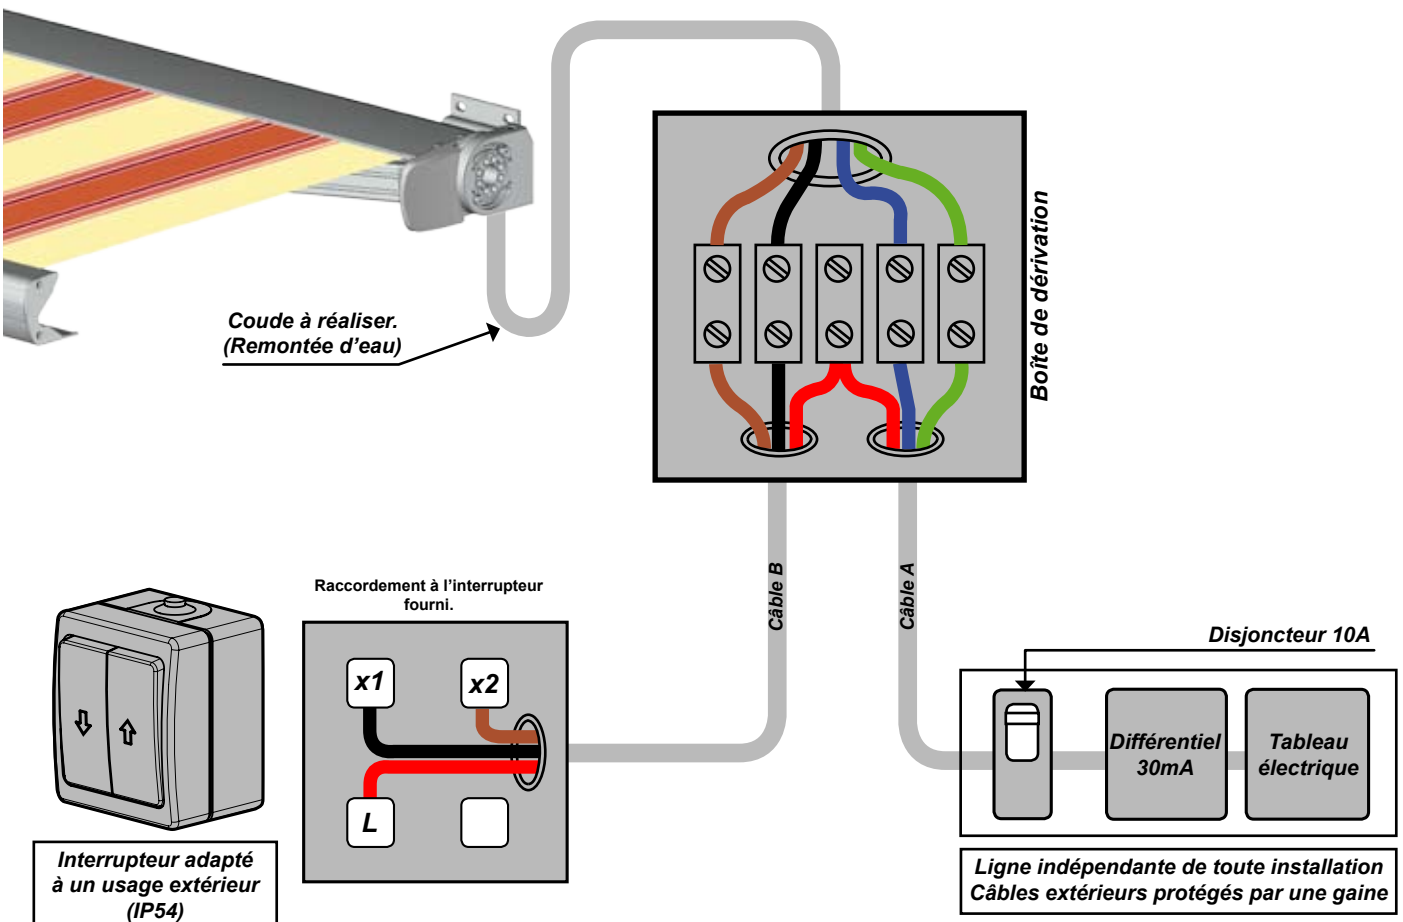 Coude à réaliser.
(Remontée d'eau)
Boîte de dérivation
Raccordement à l'interrupteur
fourni.
x1
x2
L
Câble B
Câble A
Disjoncteur 10A
Différentiel
30mA
Tableau
électrique
Interrupteur adapté
à un usage extérieur
(IP54)
Ligne indépendante de toute installation
Câbles extérieurs protégés par une gaine